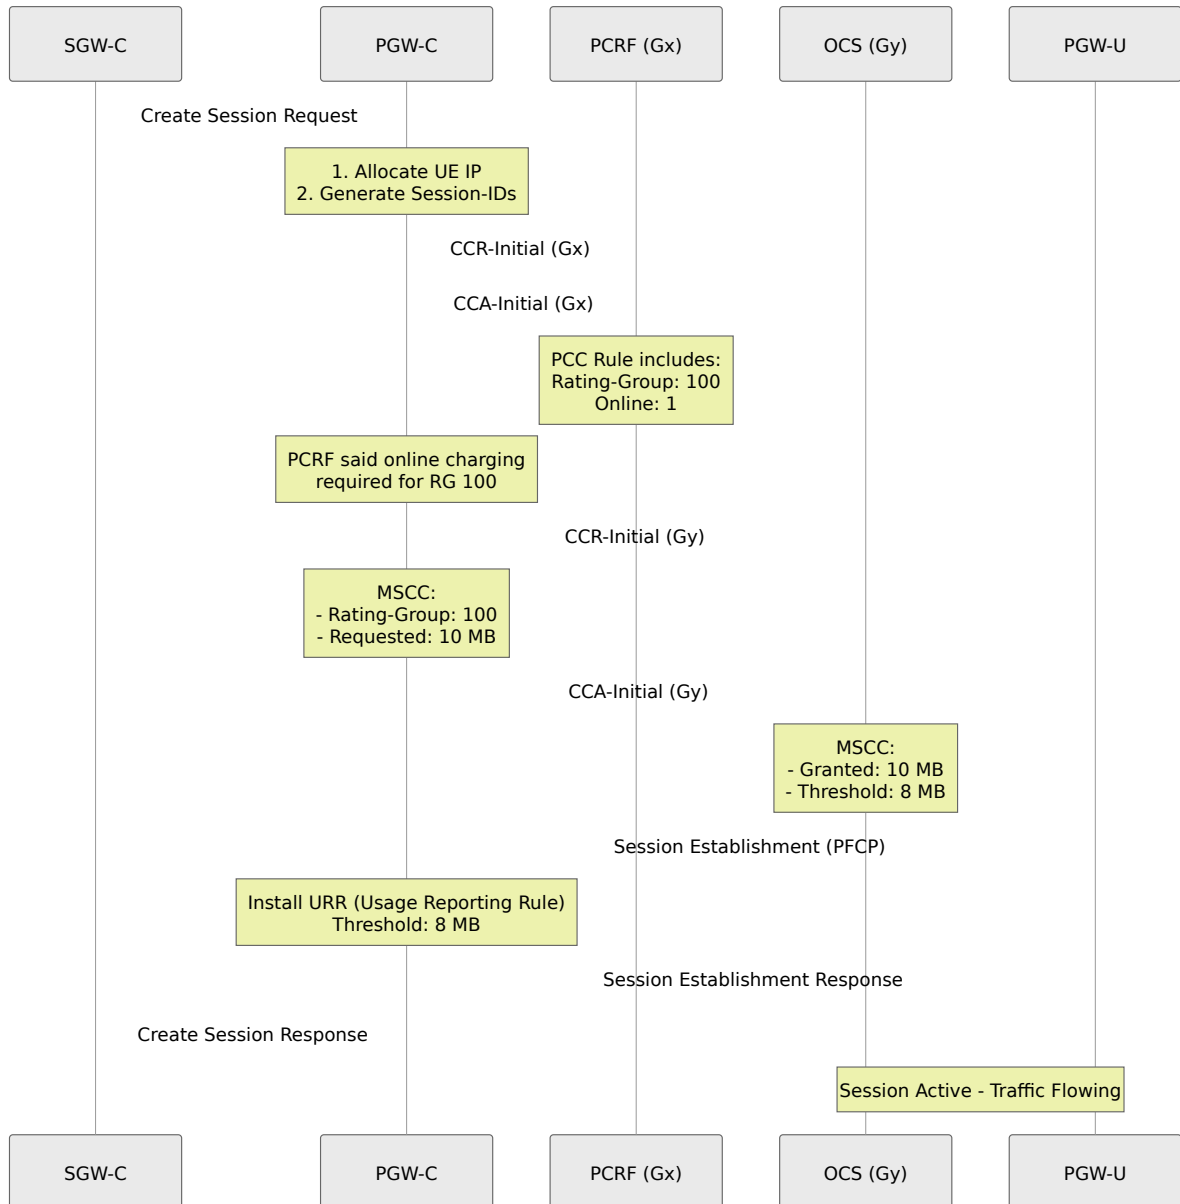 SGW-C
PGW-C
PCRF (Gx)
OCS (Gy)
PGW-U
Create Session Request
1. Allocate UE IP
2. Generate Session-IDs
CCR-Initial (Gx)
CCA-Initial (Gx)
PCC Rule includes:
Rating-Group: 100
Online: 1
PCRF said online charging
required for RG 100
CCR-Initial (Gy)
MSCC:
- Rating-Group: 100
- Requested: 10 MB
CCA-Initial (Gy)
MSCC:
- Granted: 10 MB
- Threshold: 8 MB
Session Establishment (PFCP)
Install URR (Usage Reporting Rule)
Threshold: 8 MB
Session Establishment Response
Create Session Response
Session Active - Traffic Flowing
SGW-C
PGW-C
PCRF (Gx)
OCS (Gy)
PGW-U